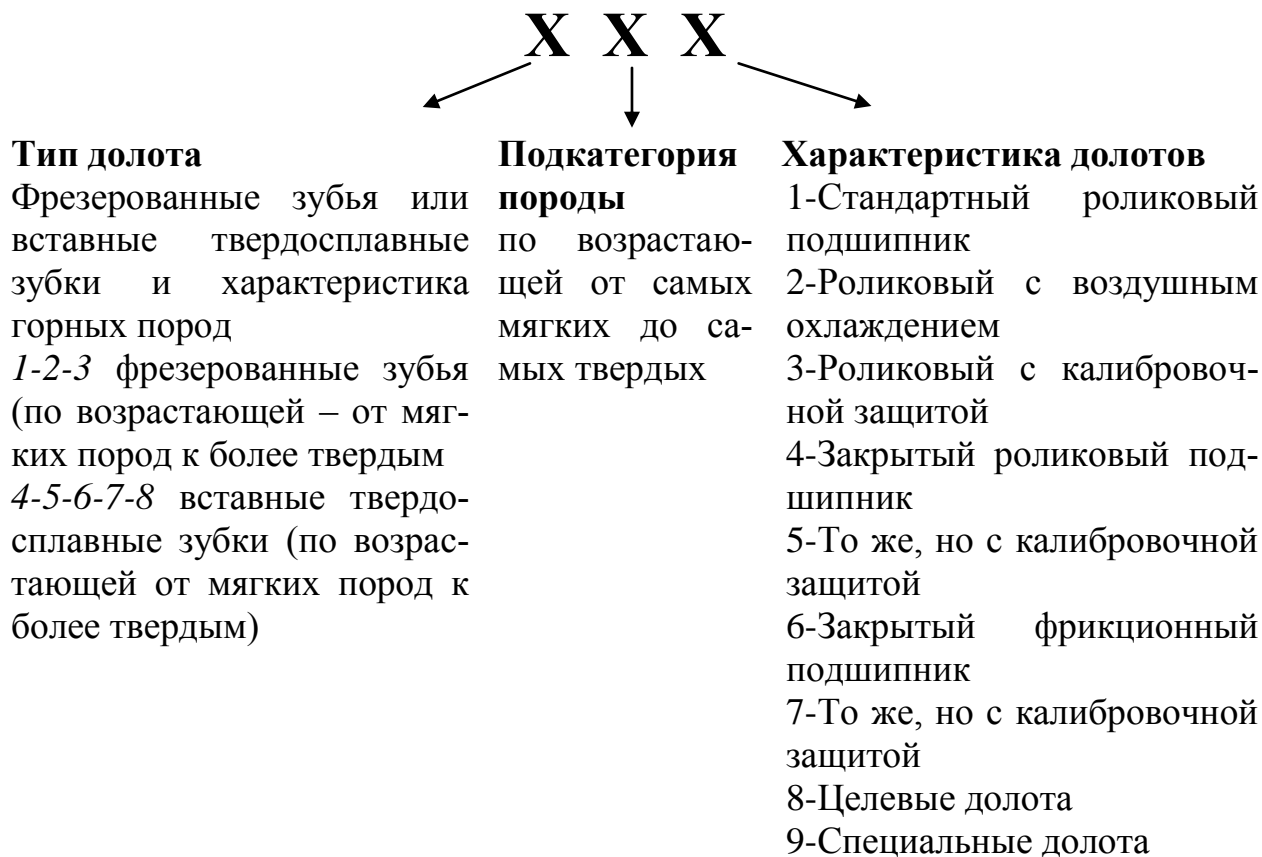 X X X
Тип долота
Фрезерованные зубья или
вставные твердосплавные
зубки и характеристика
горных пород
1-2-3 фрезерованные зубья
(по возрастающей – от мяг-
ких пород к более твердым
4-5-6-7-8 вставные твердо-
сплавные зубки (по возрас-
тающей от мягких пород к
более твердым)
Подкатегория
породы
по возрастаю-
щей от самых
мягких до са-
мых твердых
Характеристика долотов
1-Стандартный роликовый
подшипник
2-Роликовый с воздушным
охлаждением
3-Роликовый с калибровоч-
ной защитой
4-Закрытый роликовый под-
шипник
5-То же, но с калибровочной
защитой
6-Закрытый фрикционный
подшипник
7-То же, но с калибровочной
защитой
8-Целевые долота
9-Специальные долота